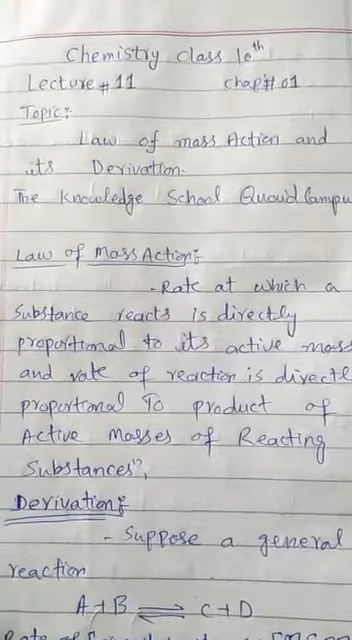 Chemistry Class 10th
Lecture # 11 Chap# 01
Topic:
Law of mass Action and
its Derivation.
The Knowledge School Quaid Campu
Law of Mass Action:
- Rate at which a
Substance reacts is directly
proportional to its active mass
and rate of reaction is directl
proportional To product of
Active Masses of Reacting
Substances",
Derivation:
- Suppose a general
reaction
A+B ⇌ C+D
Rate of